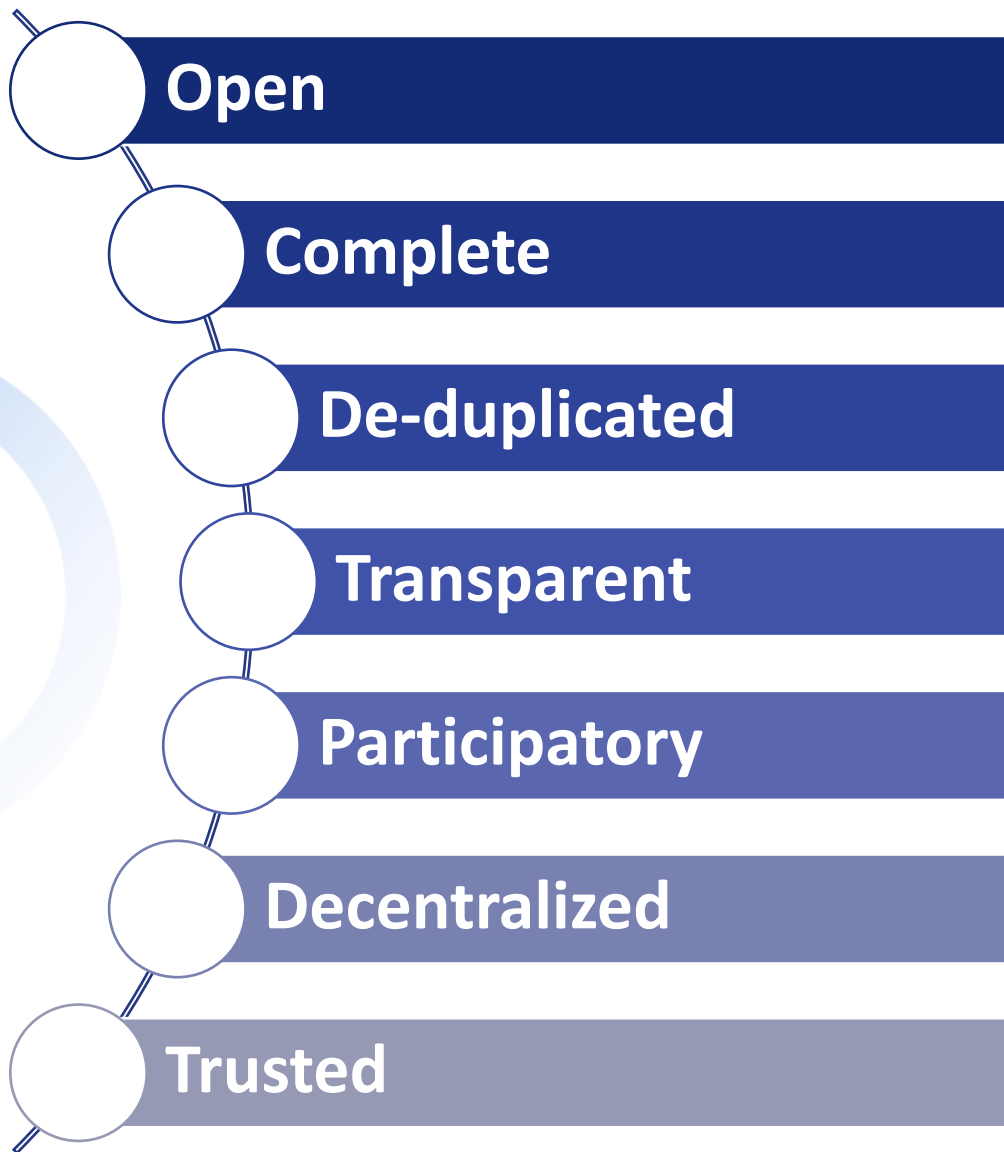 Open
Complete
De-duplicated
Transparent
Participatory
Decentralized
Trusted